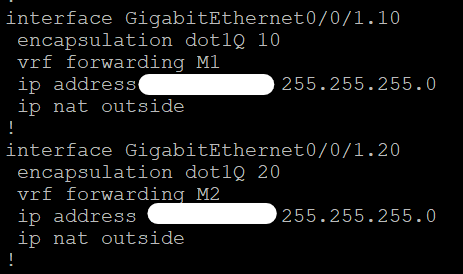 !
interface GigabitEthernet0/0/1.10
encapsulation dot1Q 10
vrf forwarding M1
ip address 255.255.255.0
ip nat outside
!
interface GigabitEthernet0/0/1.20
encapsulation dot1Q 20
vrf forwarding M2
ip address 255.255.255.0
ip nat outside
!